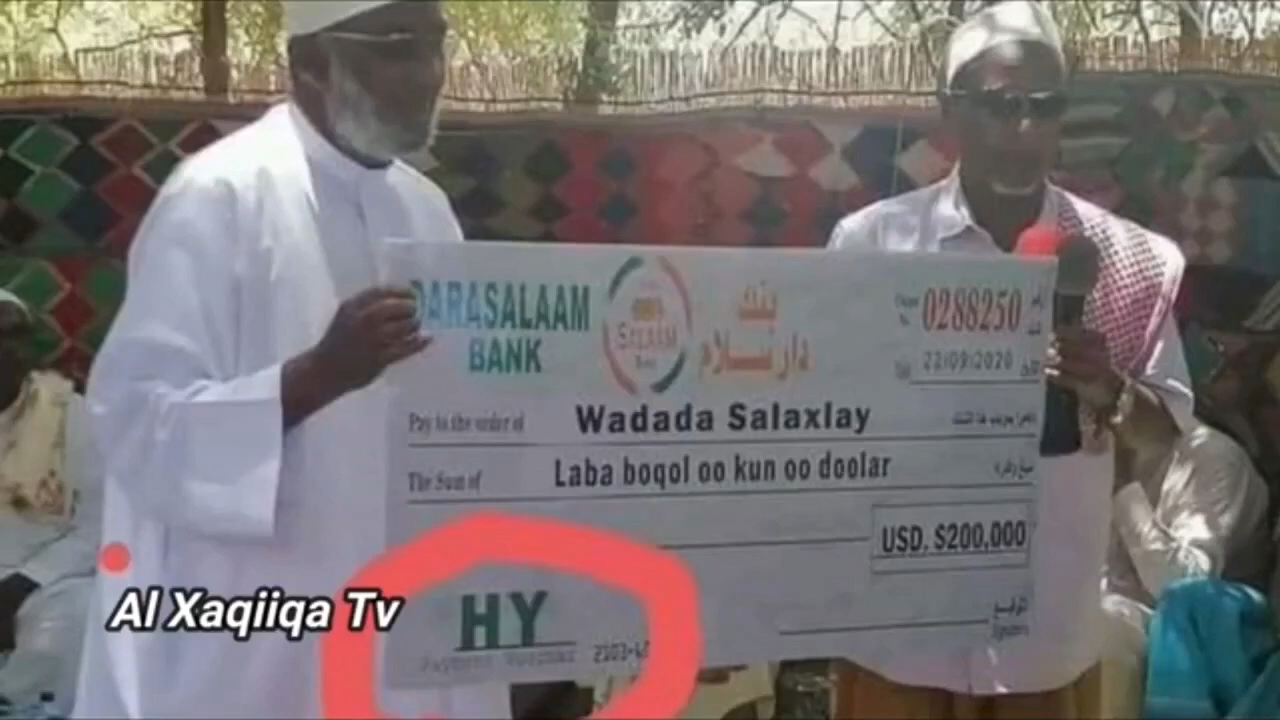 DARASALAAM
BANK
SALAAM
بنك
دار سلام
0288250
22/09/2020
Pay to the order of Wadada Salaxlay
The Sum of Laba boqol oo kun oo doolar
USD. $200,000
HY
Al Xaqiiqa Tv